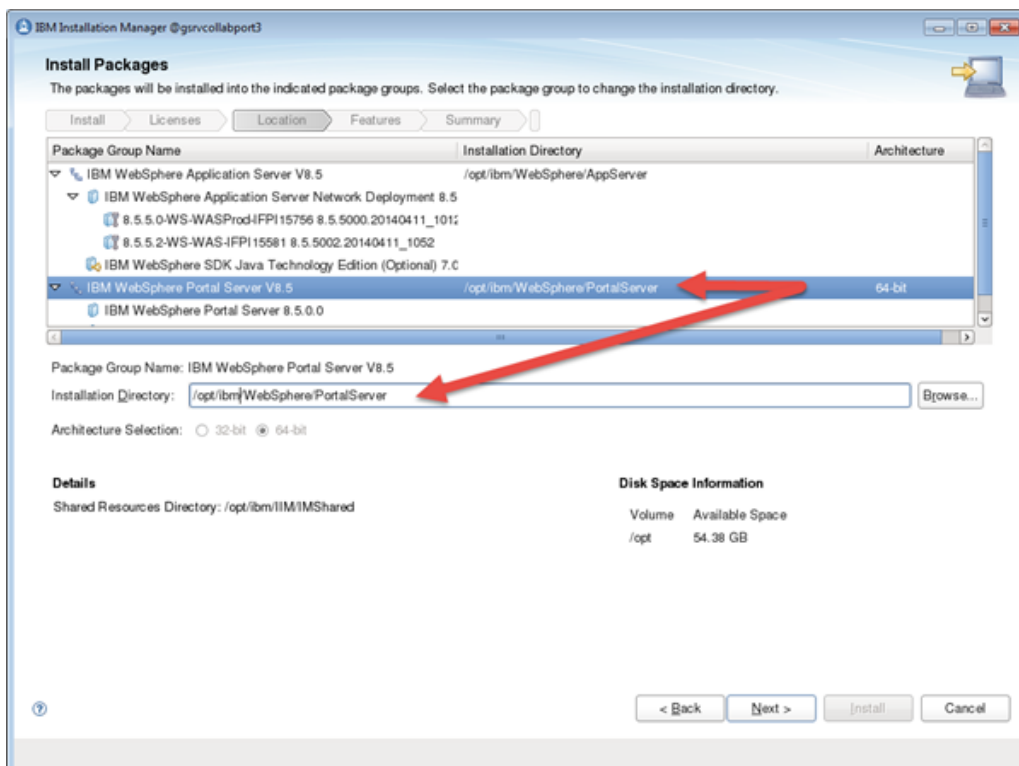 IBM Installation Manager @gsrvcollabport3
Install Packages
The packages will be installed into the indicated package groups. Select the package group to change the installation directory.
Install Licenses Location Features Summary
Package Group Name Installation Directory Architecture
IBM WebSphere Application Server V8.5 /opt/ibm/WebSphere/AppServer
IBM WebSphere Application Server Network Deployment 8.5
8.5.5.0-WS-WASProd-IFPI15756 8.5.5000.20140411_1012
8.5.5.2-WS-WAS-IFPI15581 8.5.5002.20140411_1052
IBM WebSphere SDK Java Technology Edition (Optional) 7.0
IBM WebSphere Portal Server V8.5 /opt/ibm/WebSphere/PortalServer 64-bit
IBM WebSphere Portal Server 8.5.0.0
Package Group Name: IBM WebSphere Portal Server V8.5
Installation Directory: /opt/ibm/WebSphere/PortalServer Browse...
Architecture Selection: 32-bit 64-bit
Details Disk Space Information
Shared Resources Directory: /opt/ibm/IIM/IMShared
Volume Available Space
/opt 54.38 GB
< Back Next > Install Cancel